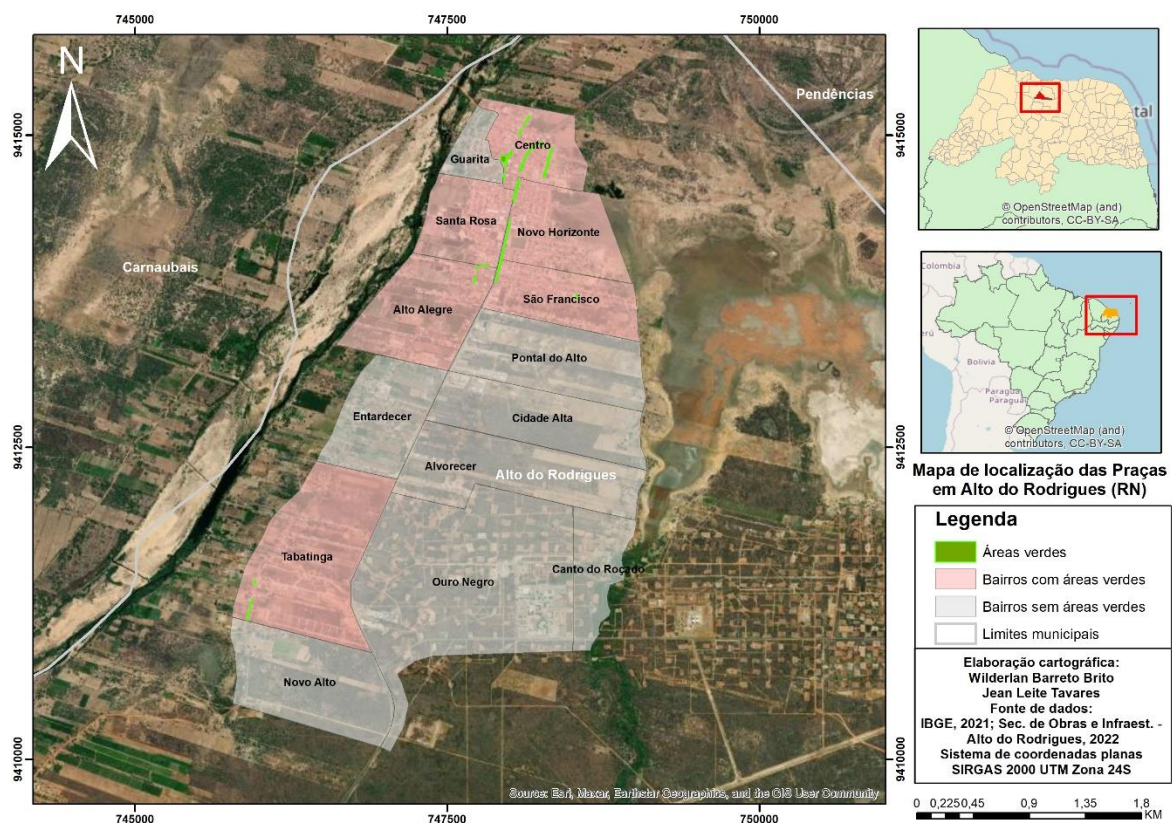 745000
747500
750000
N
Pendências
9415000
9415000
Centro
Guarita
Santa Rosa
Novo Horizonte
Carnaubais
São Francisco
Alto Alegre
Pontal do Alto
Entardecer
Cidade Alta
9412500
9412500
Alvorecer
Alto do Rodrigues
Tabatinga
Ouro Negro
Canto do Roçado
Novo Alto
9410000
9410000
Source: Esri, Maxar, Earthstar Geographics, and the GIS User Community
745000
747500
750000
tal
© OpenStreetMap (and)
contributors, CC-BY-SA
Colombia
erú
Bolivia
Paragua
Paraguai
© OpenStreetMap (and)
contributors, CC-BY-SA
Mapa de localização das Praças
em Alto do Rodrigues (RN)
Legenda
Áreas verdes
Bairros com áreas verdes
Bairros sem áreas verdes
Limites municipais
Elaboração cartográfica:
Wilderlan Barreto Brito
Jean Leite Tavares
Fonte de dados:
IBGE, 2021; Sec. de Obras e Infraest. -
Alto do Rodrigues, 2022
Sistema de coordenadas planas
SIRGAS 2000 UTM Zona 24S
0 0,225 0,45 0,9 1,35 1,8
KM